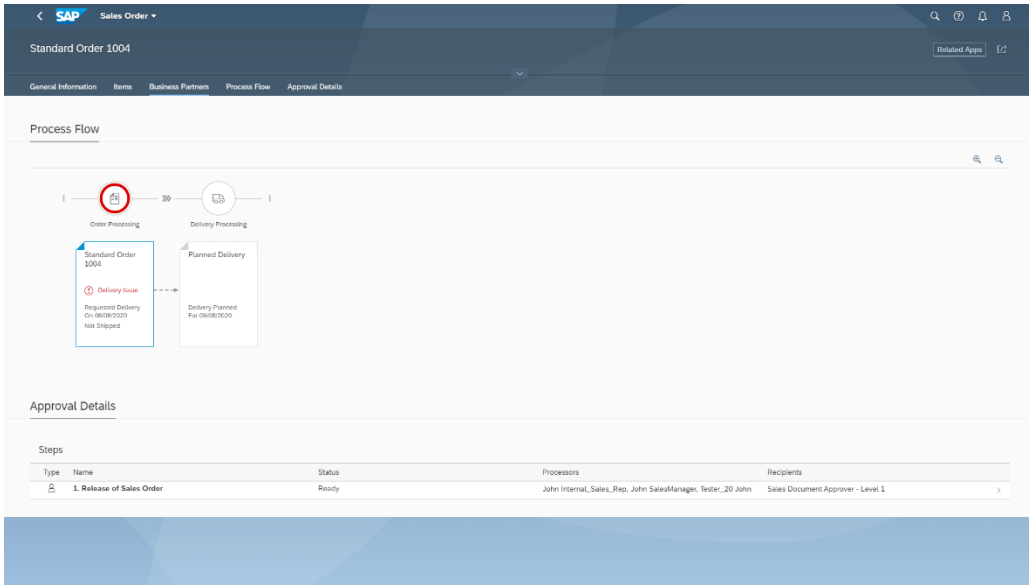 SAP Sales Order
Standard Order 1004
Related Apps
General Information Items Business Partners Process Flow Approval Details
Process Flow
Order Processing Delivery Processing
Standard Order
1004
Delivery Issue
Requested Delivery
On 06/08/2020
Not Shipped
Planned Delivery
Delivery Planned
For 06/08/2020
Approval Details
Steps
Type Name Status Processors Recipients
1. Release of Sales Order Ready John Internal_Sales_Rep, John SalesManager, Tester_20 John Sales Document Approver - Level 1